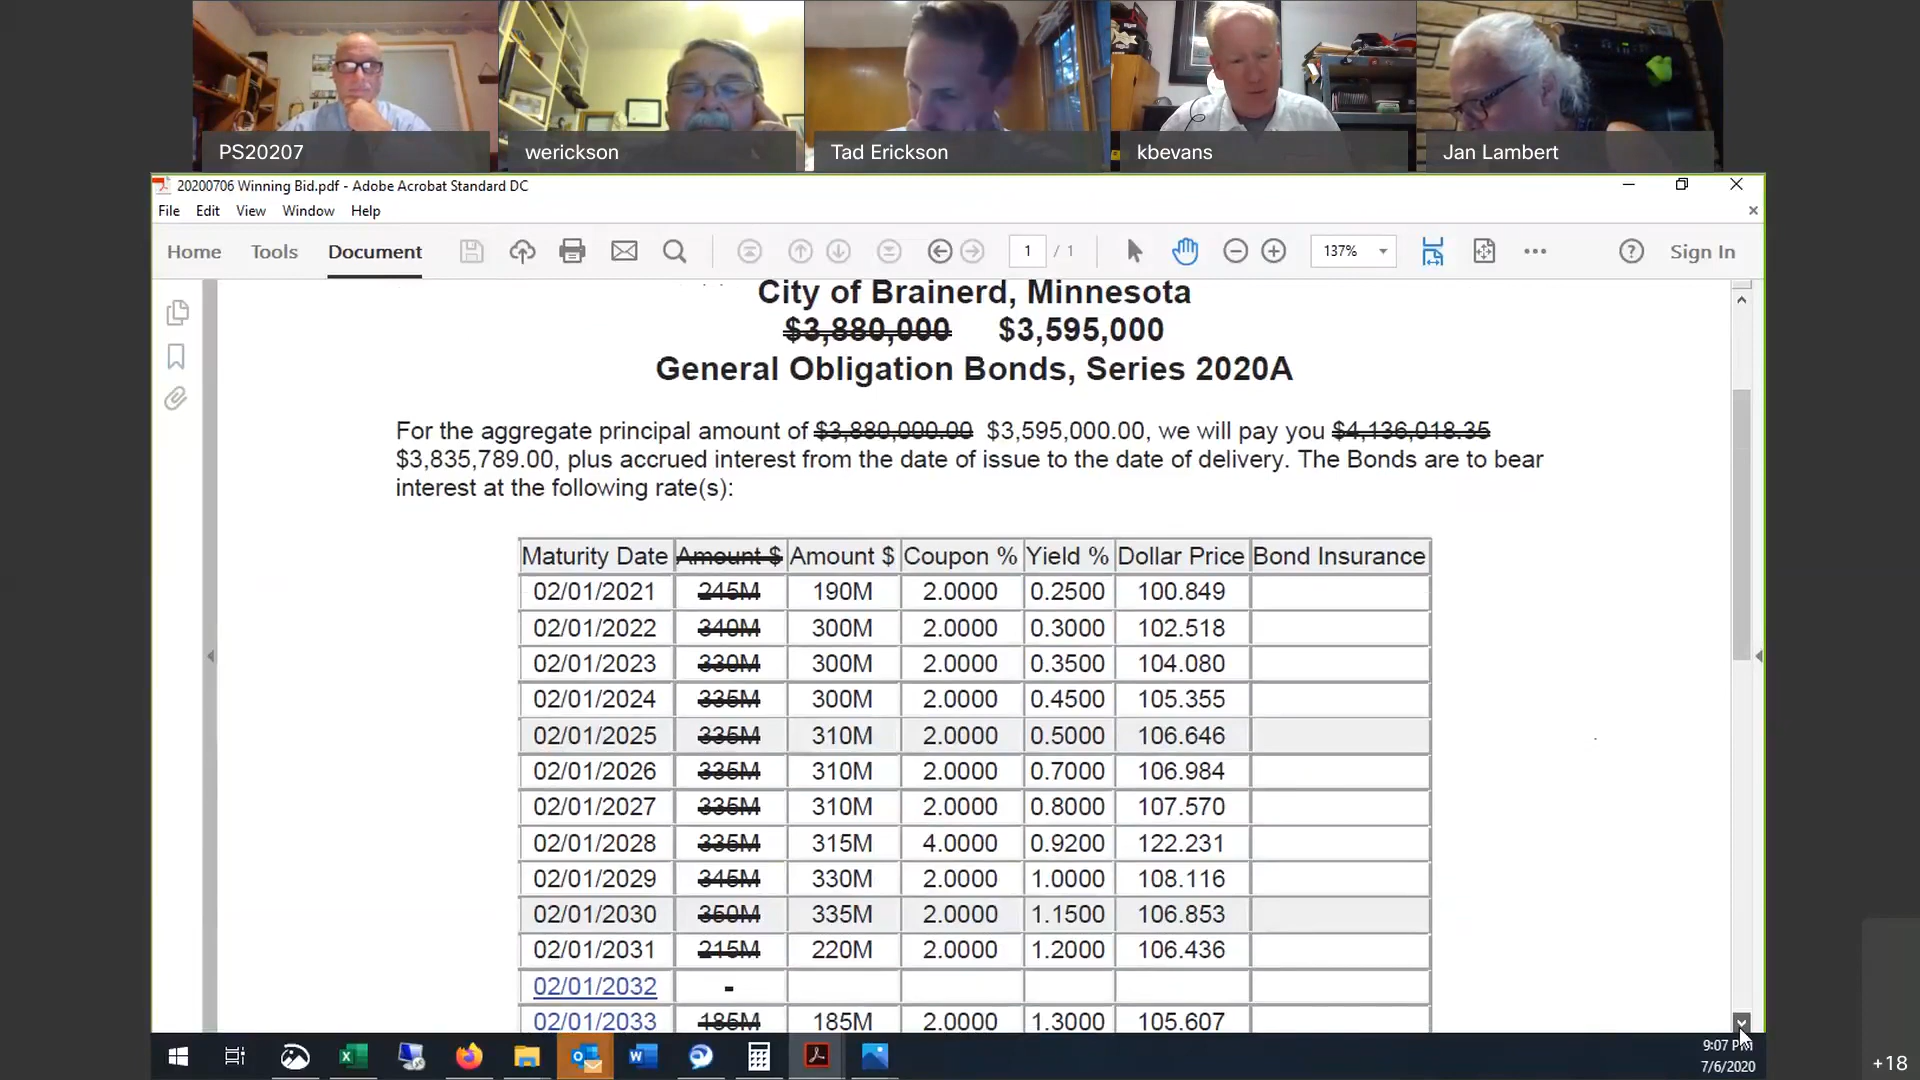 PS20207
werickson
Tad Erickson
kbevans
Jan Lambert
20200706 Winning Bid.pdf - Adobe Acrobat Standard DC
File Edit View Window Help
Home Tools Document 1 / 1 137% Sign In
City of Brainerd, Minnesota
$3,880,000 $3,595,000
General Obligation Bonds, Series 2020A
For the aggregate principal amount of $3,880,000.00 $3,595,000.00, we will pay you $4,136,018.35
$3,835,789.00, plus accrued interest from the date of issue to the date of delivery. The Bonds are to bear
interest at the following rate(s):
Maturity Date Amount $ Amount $ Coupon % Yield % Dollar Price Bond Insurance
02/01/2021 245M 190M 2.0000 0.2500 100.849
02/01/2022 340M 300M 2.0000 0.3000 102.518
02/01/2023 330M 300M 2.0000 0.3500 104.080
02/01/2024 335M 300M 2.0000 0.4500 105.355
02/01/2025 335M 310M 2.0000 0.5000 106.646
02/01/2026 335M 310M 2.0000 0.7000 106.984
02/01/2027 335M 310M 2.0000 0.8000 107.570
02/01/2028 335M 315M 4.0000 0.9200 122.231
02/01/2029 345M 330M 2.0000 1.0000 108.116
02/01/2030 350M 335M 2.0000 1.1500 106.853
02/01/2031 215M 220M 2.0000 1.2000 106.436
02/01/2032 -
02/01/2033 185M 185M 2.0000 1.3000 105.607
9:07 PM
7/6/2020
+18